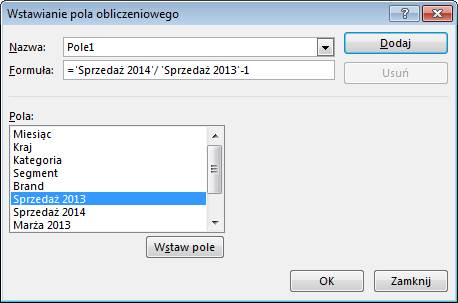 Wstawianie pola obliczeniowego
Nazwa: Pole1 Dodaj
Formuła: ='Sprzedaż 2014'/ 'Sprzedaż 2013'-1 Usuń
Pola:
Miesiąc
Kraj
Kategoria
Segment
Brand
Sprzedaż 2013
Sprzedaż 2014
Marża 2013
Wstaw pole
OK Zamknij